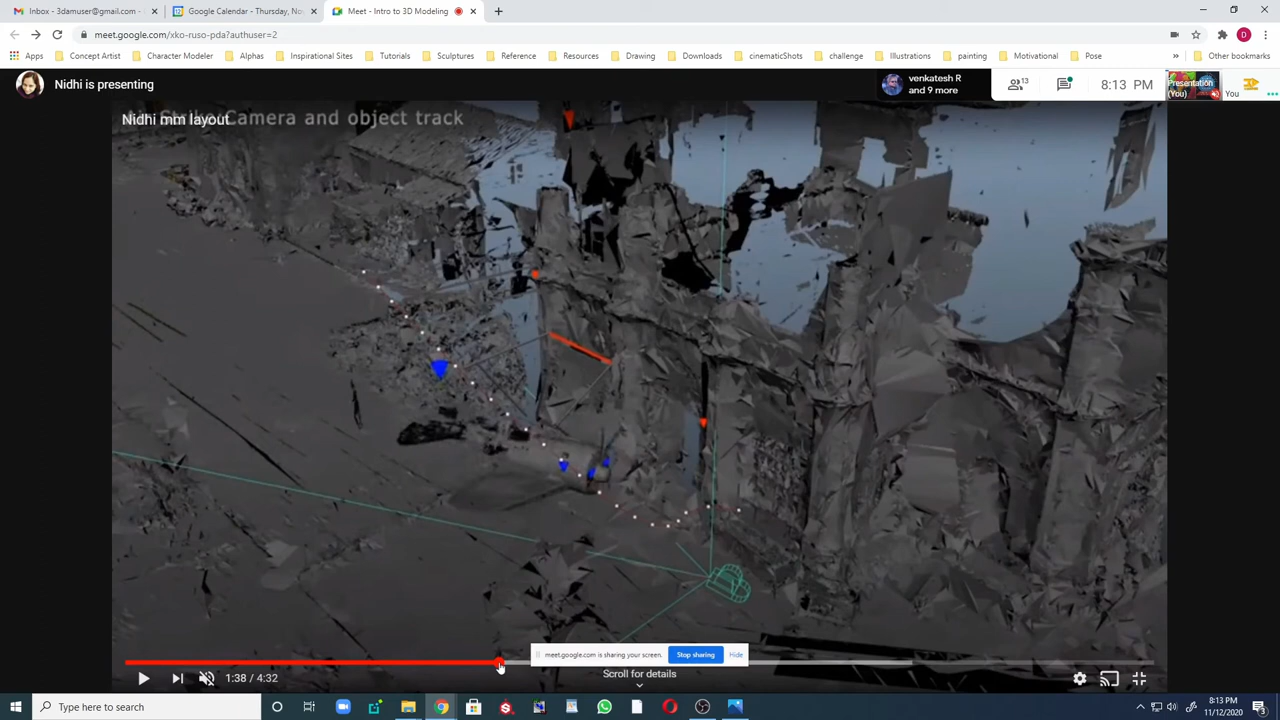 Inbox - 3damuser@gmail.com -
Google Calendar - Thursday, No
Meet - Intro to 3D Modeling
meet.google.com/xko-ruso-pda?authuser=2
Apps Concept Artist Character Modeler Alphas Inspirational Sites Tutorials Sculptures Reference Resources Drawing Downloads cinematicShots challenge Illustrations painting Motivational Pose » Other bookmarks
Nidhi is presenting
venkatesh R
and 9 more
13
8:13 PM
Presentation
(You)
You
Nidhi mm layout
Camera and object track
meet.google.com is sharing your screen.
Stop sharing
Hide
Scroll for details
1:38 / 4:32
Type here to search
8:13 PM
11/12/2020